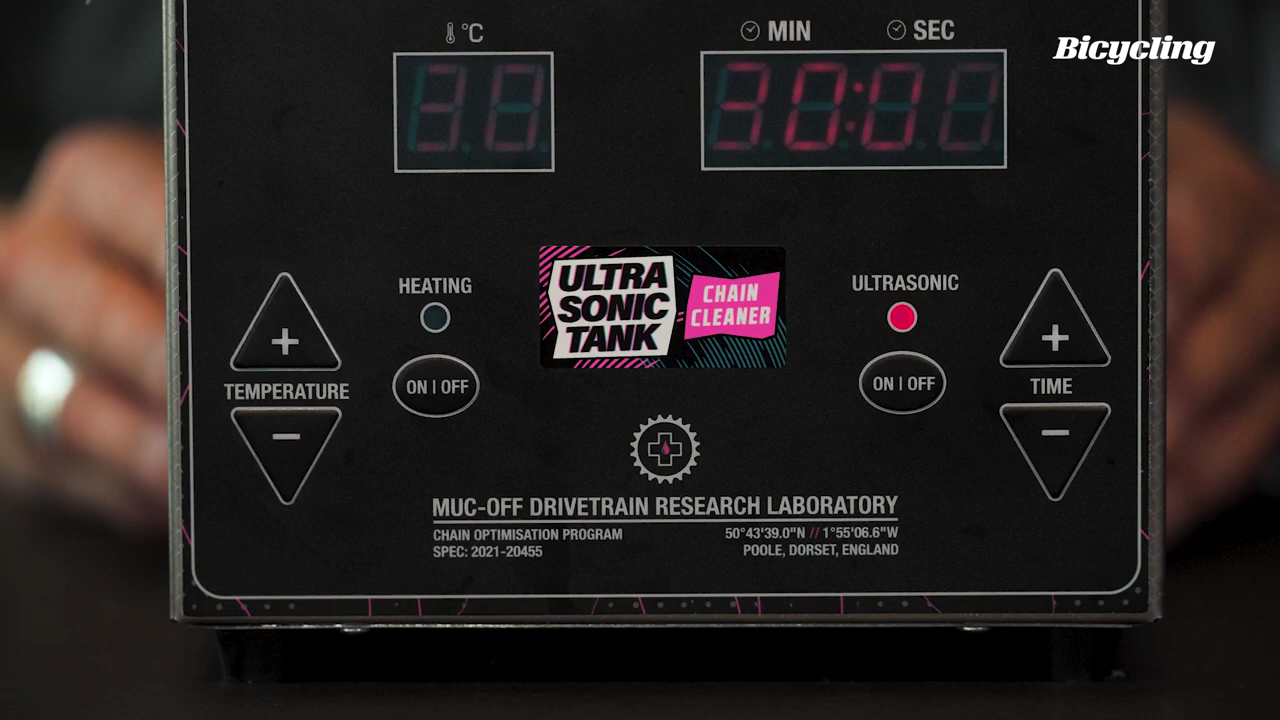 °C
MIN
SEC
Bicycling
30:0
ULTRA
SONIC
TANK
CHAIN
CLEANER
HEATING
ULTRASONIC
+
+
ON | OFF
ON | OFF
TEMPERATURE
TIME
−
−
MUC-OFF DRIVETRAIN RESEARCH LABORATORY
CHAIN OPTIMISATION PROGRAM
50°43'39.0"N // 1°55'06.6"W
SPEC: 2021-20455
POOLE, DORSET, ENGLAND